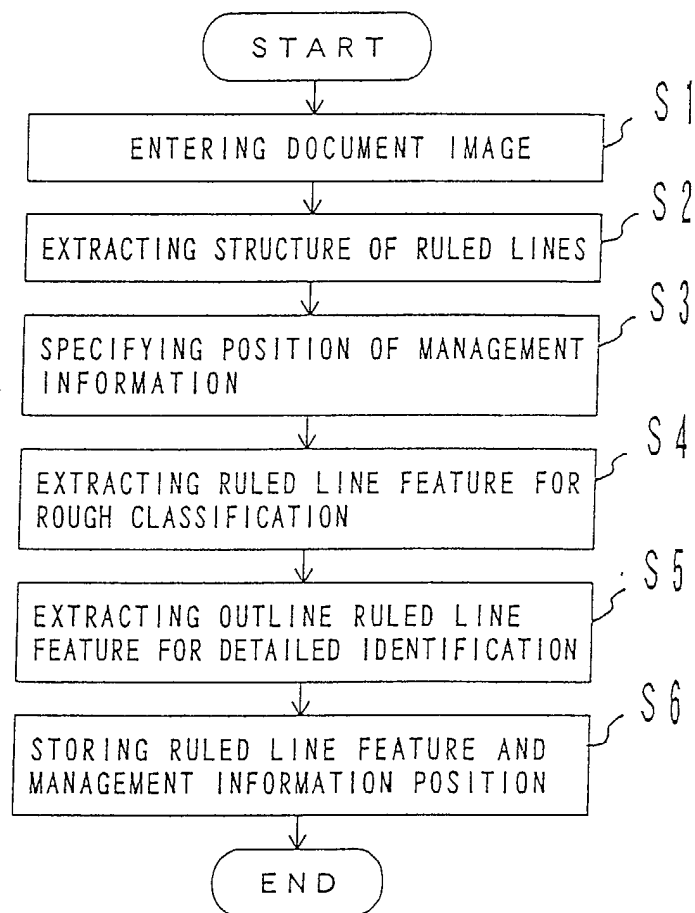 START
S1
ENTERING DOCUMENT IMAGE
S2
EXTRACTING STRUCTURE OF RULED LINES
S3
SPECIFYING POSITION OF MANAGEMENT
INFORMATION
S4
EXTRACTING RULED LINE FEATURE FOR
ROUGH CLASSIFICATION
S5
EXTRACTING OUTLINE RULED LINE
FEATURE FOR DETAILED IDENTIFICATION
S6
STORING RULED LINE FEATURE AND
MANAGEMENT INFORMATION POSITION
END